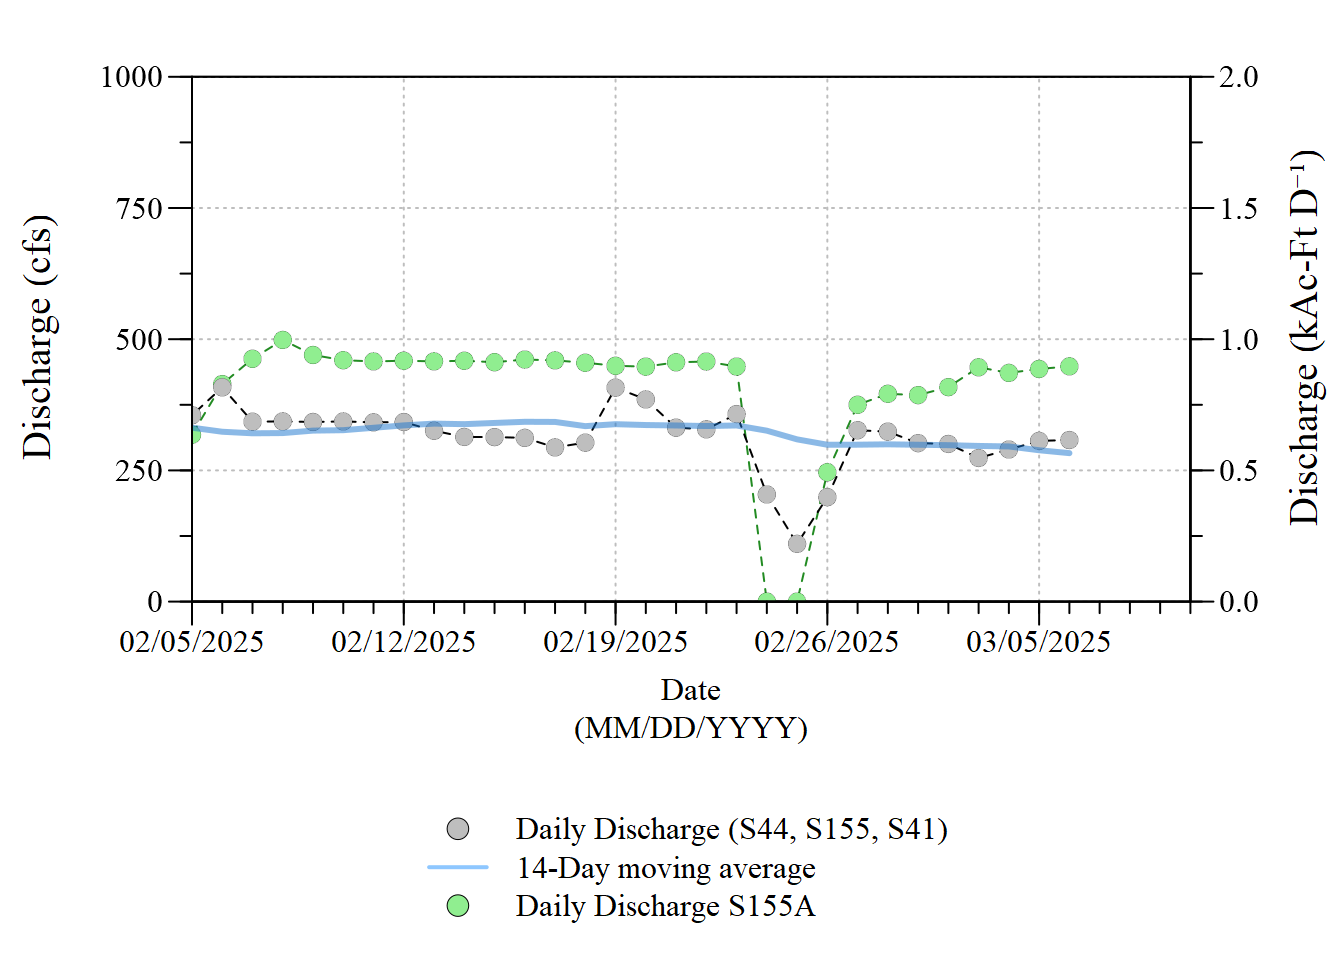 1000
750
500
250
0
Discharge (cfs)
2.0
1.5
1.0
0.5
0.0
Discharge (kAc-Ft D⁻¹)
02/05/2025 02/12/2025 02/19/2025 02/26/2025 03/05/2025
Date
(MM/DD/YYYY)
Daily Discharge (S44, S155, S41)
14-Day moving average
Daily Discharge S155A